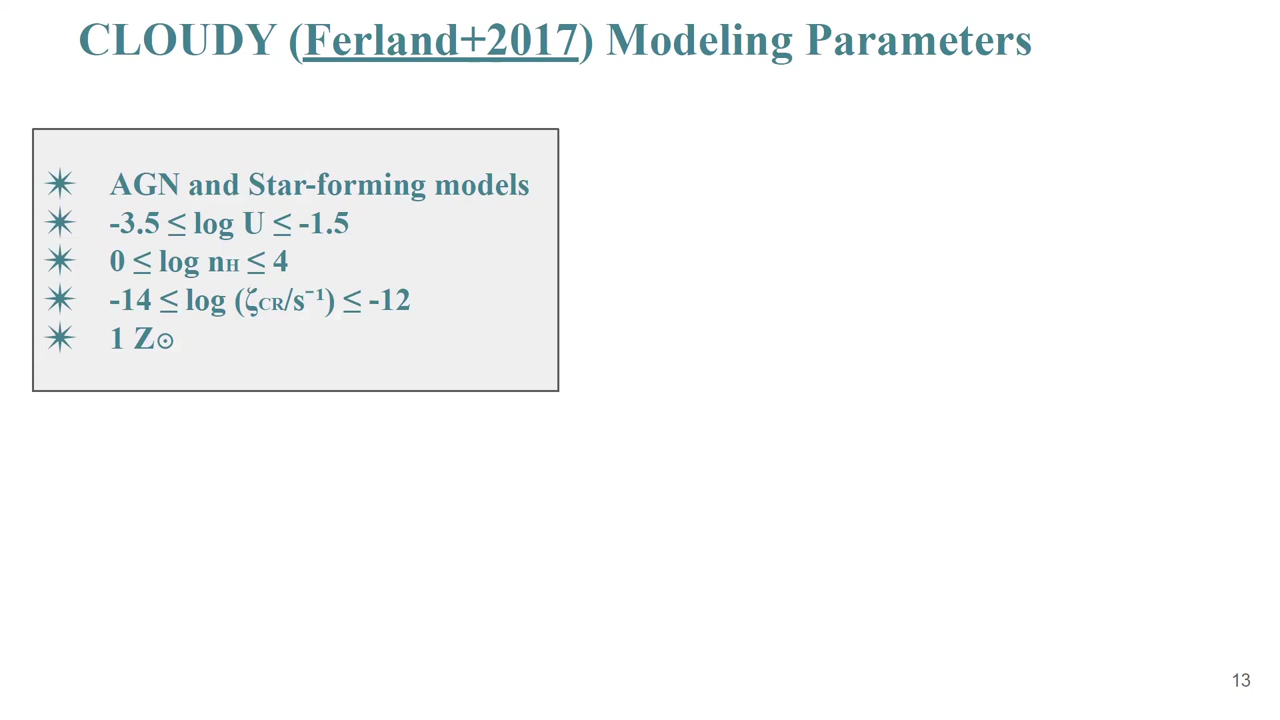 CLOUDY (Ferland+2017) Modeling Parameters
✴ AGN and Star-forming models
✴ -3.5 ≤ log U ≤ -1.5
✴ 0 ≤ log nH ≤ 4
✴ -14 ≤ log (ζCR/s⁻¹) ≤ -12
✴ 1 Z⊙
13